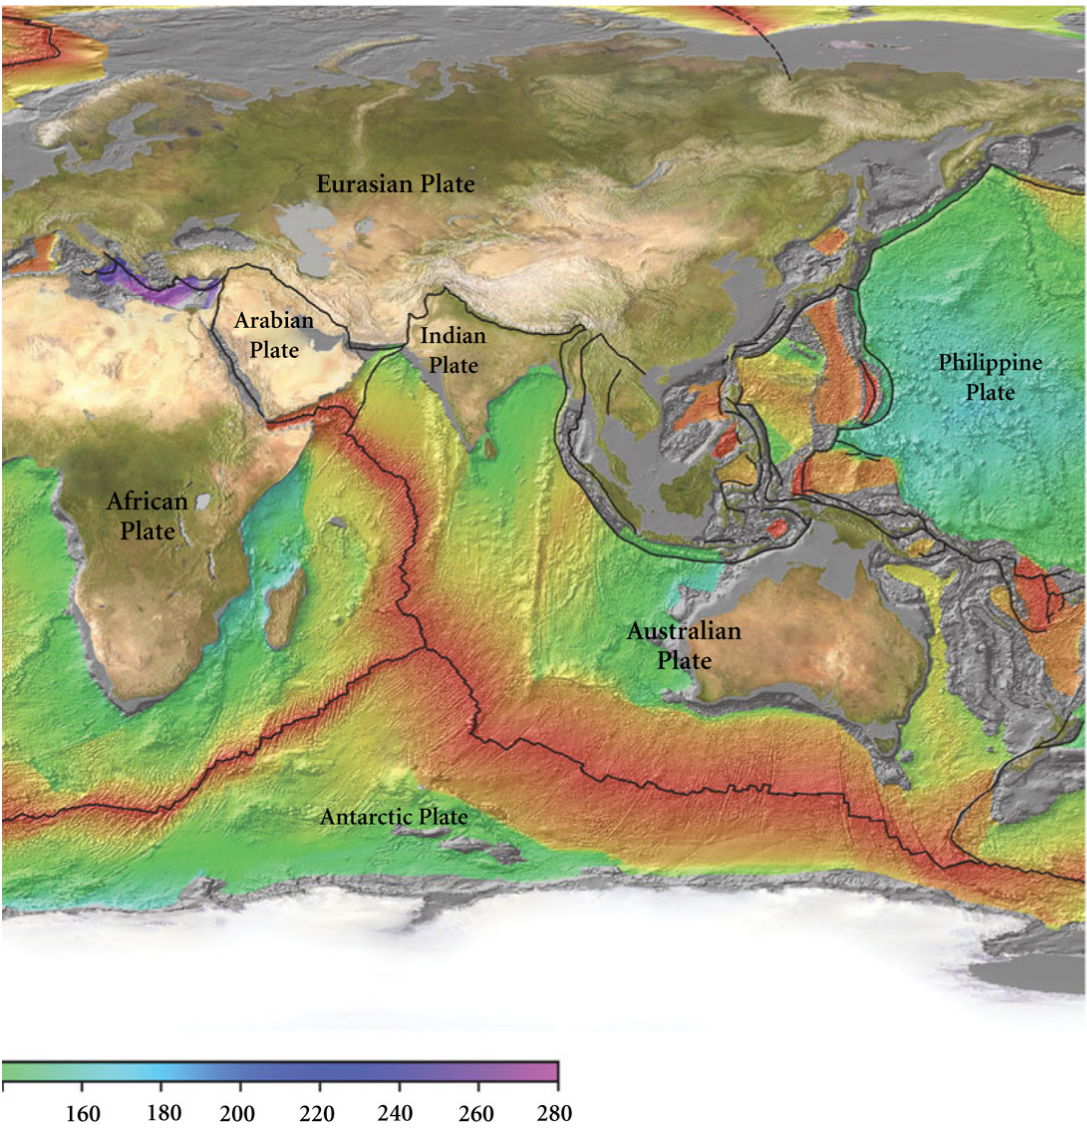 Eurasian Plate
Arabian
Plate
Indian
Plate
Philippine
Plate
African
Plate
Australian
Plate
Antarctic Plate
160 180 200 220 240 260 280